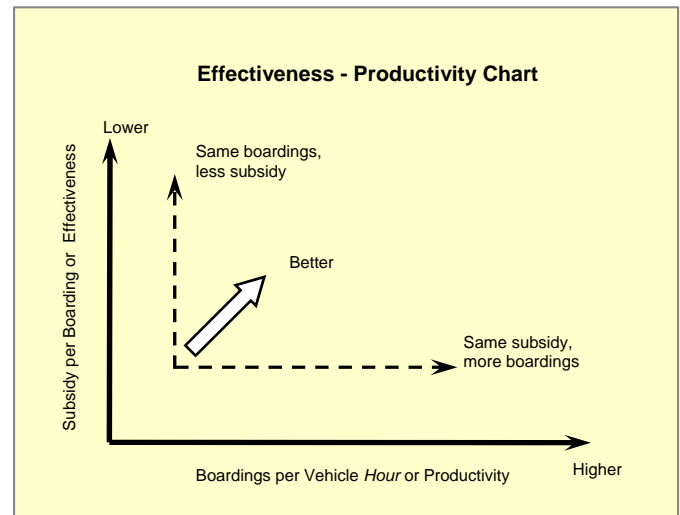 Effectiveness - Productivity Chart
Lower
Same boardings,
less subsidy
Subsidy per Boarding or Effectiveness
Better
Same subsidy,
more boardings
Boardings per Vehicle Hour or Productivity
Higher